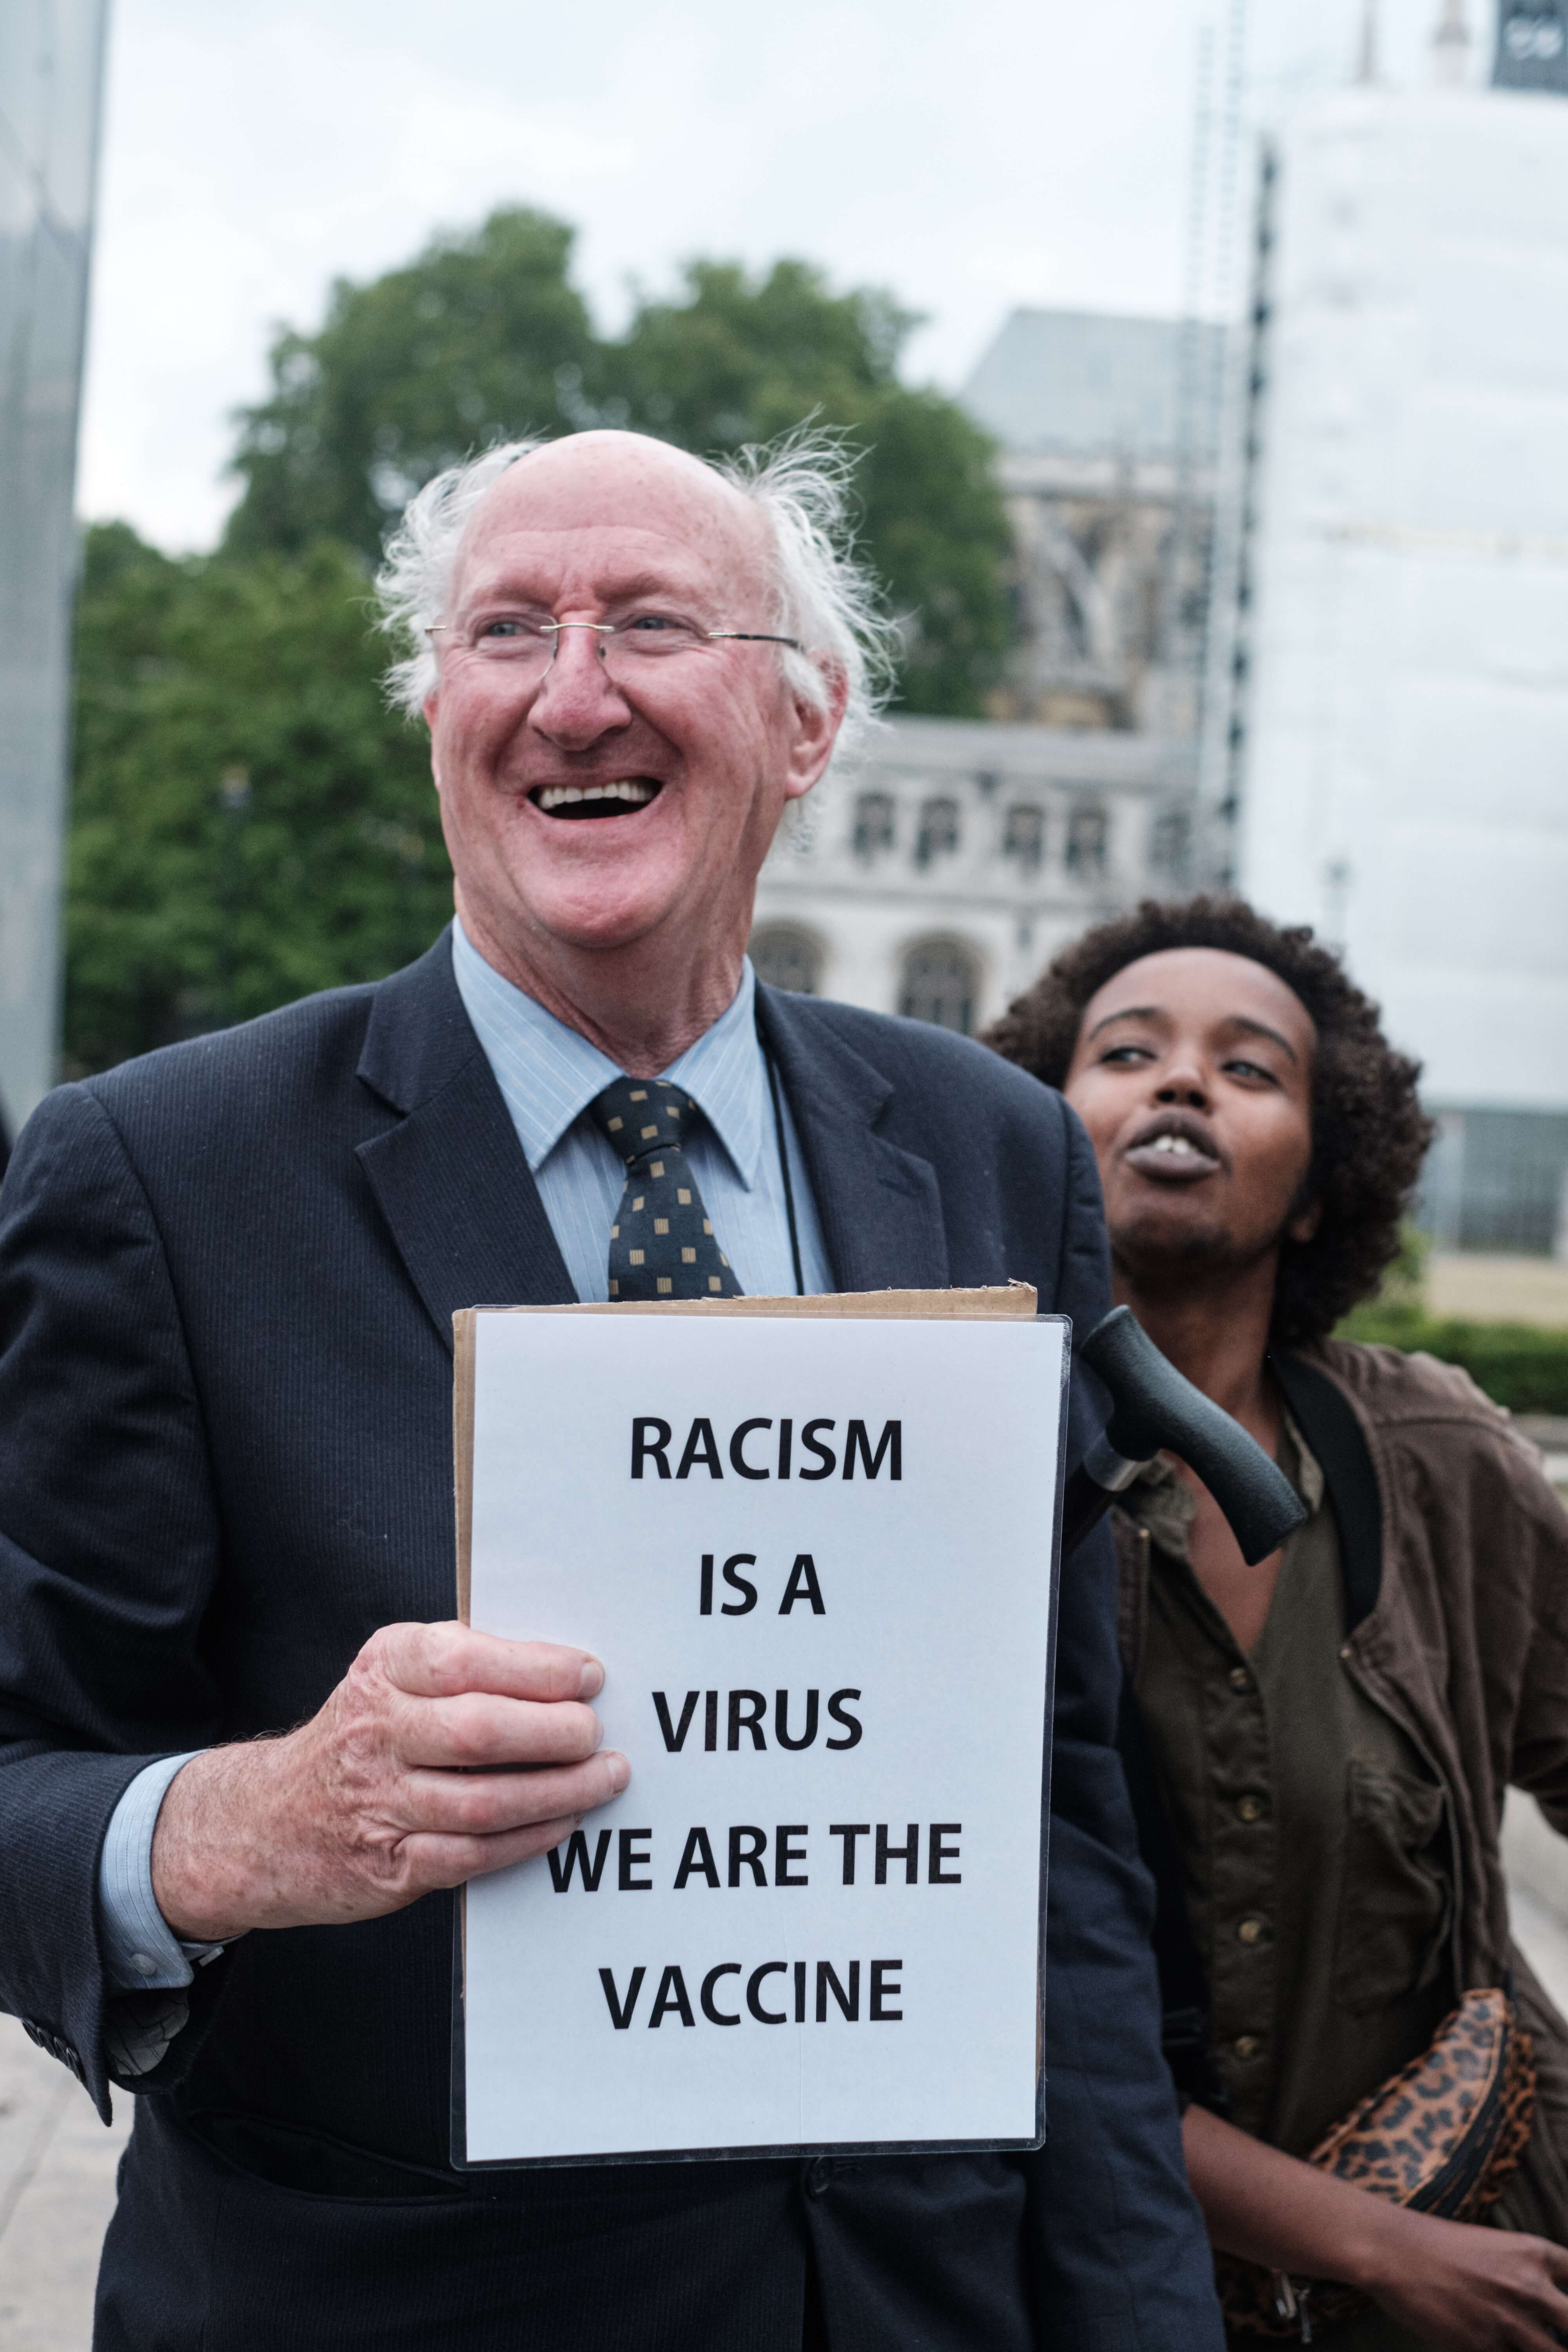 RACISM
IS A
VIRUS
WE ARE THE
VACCINE